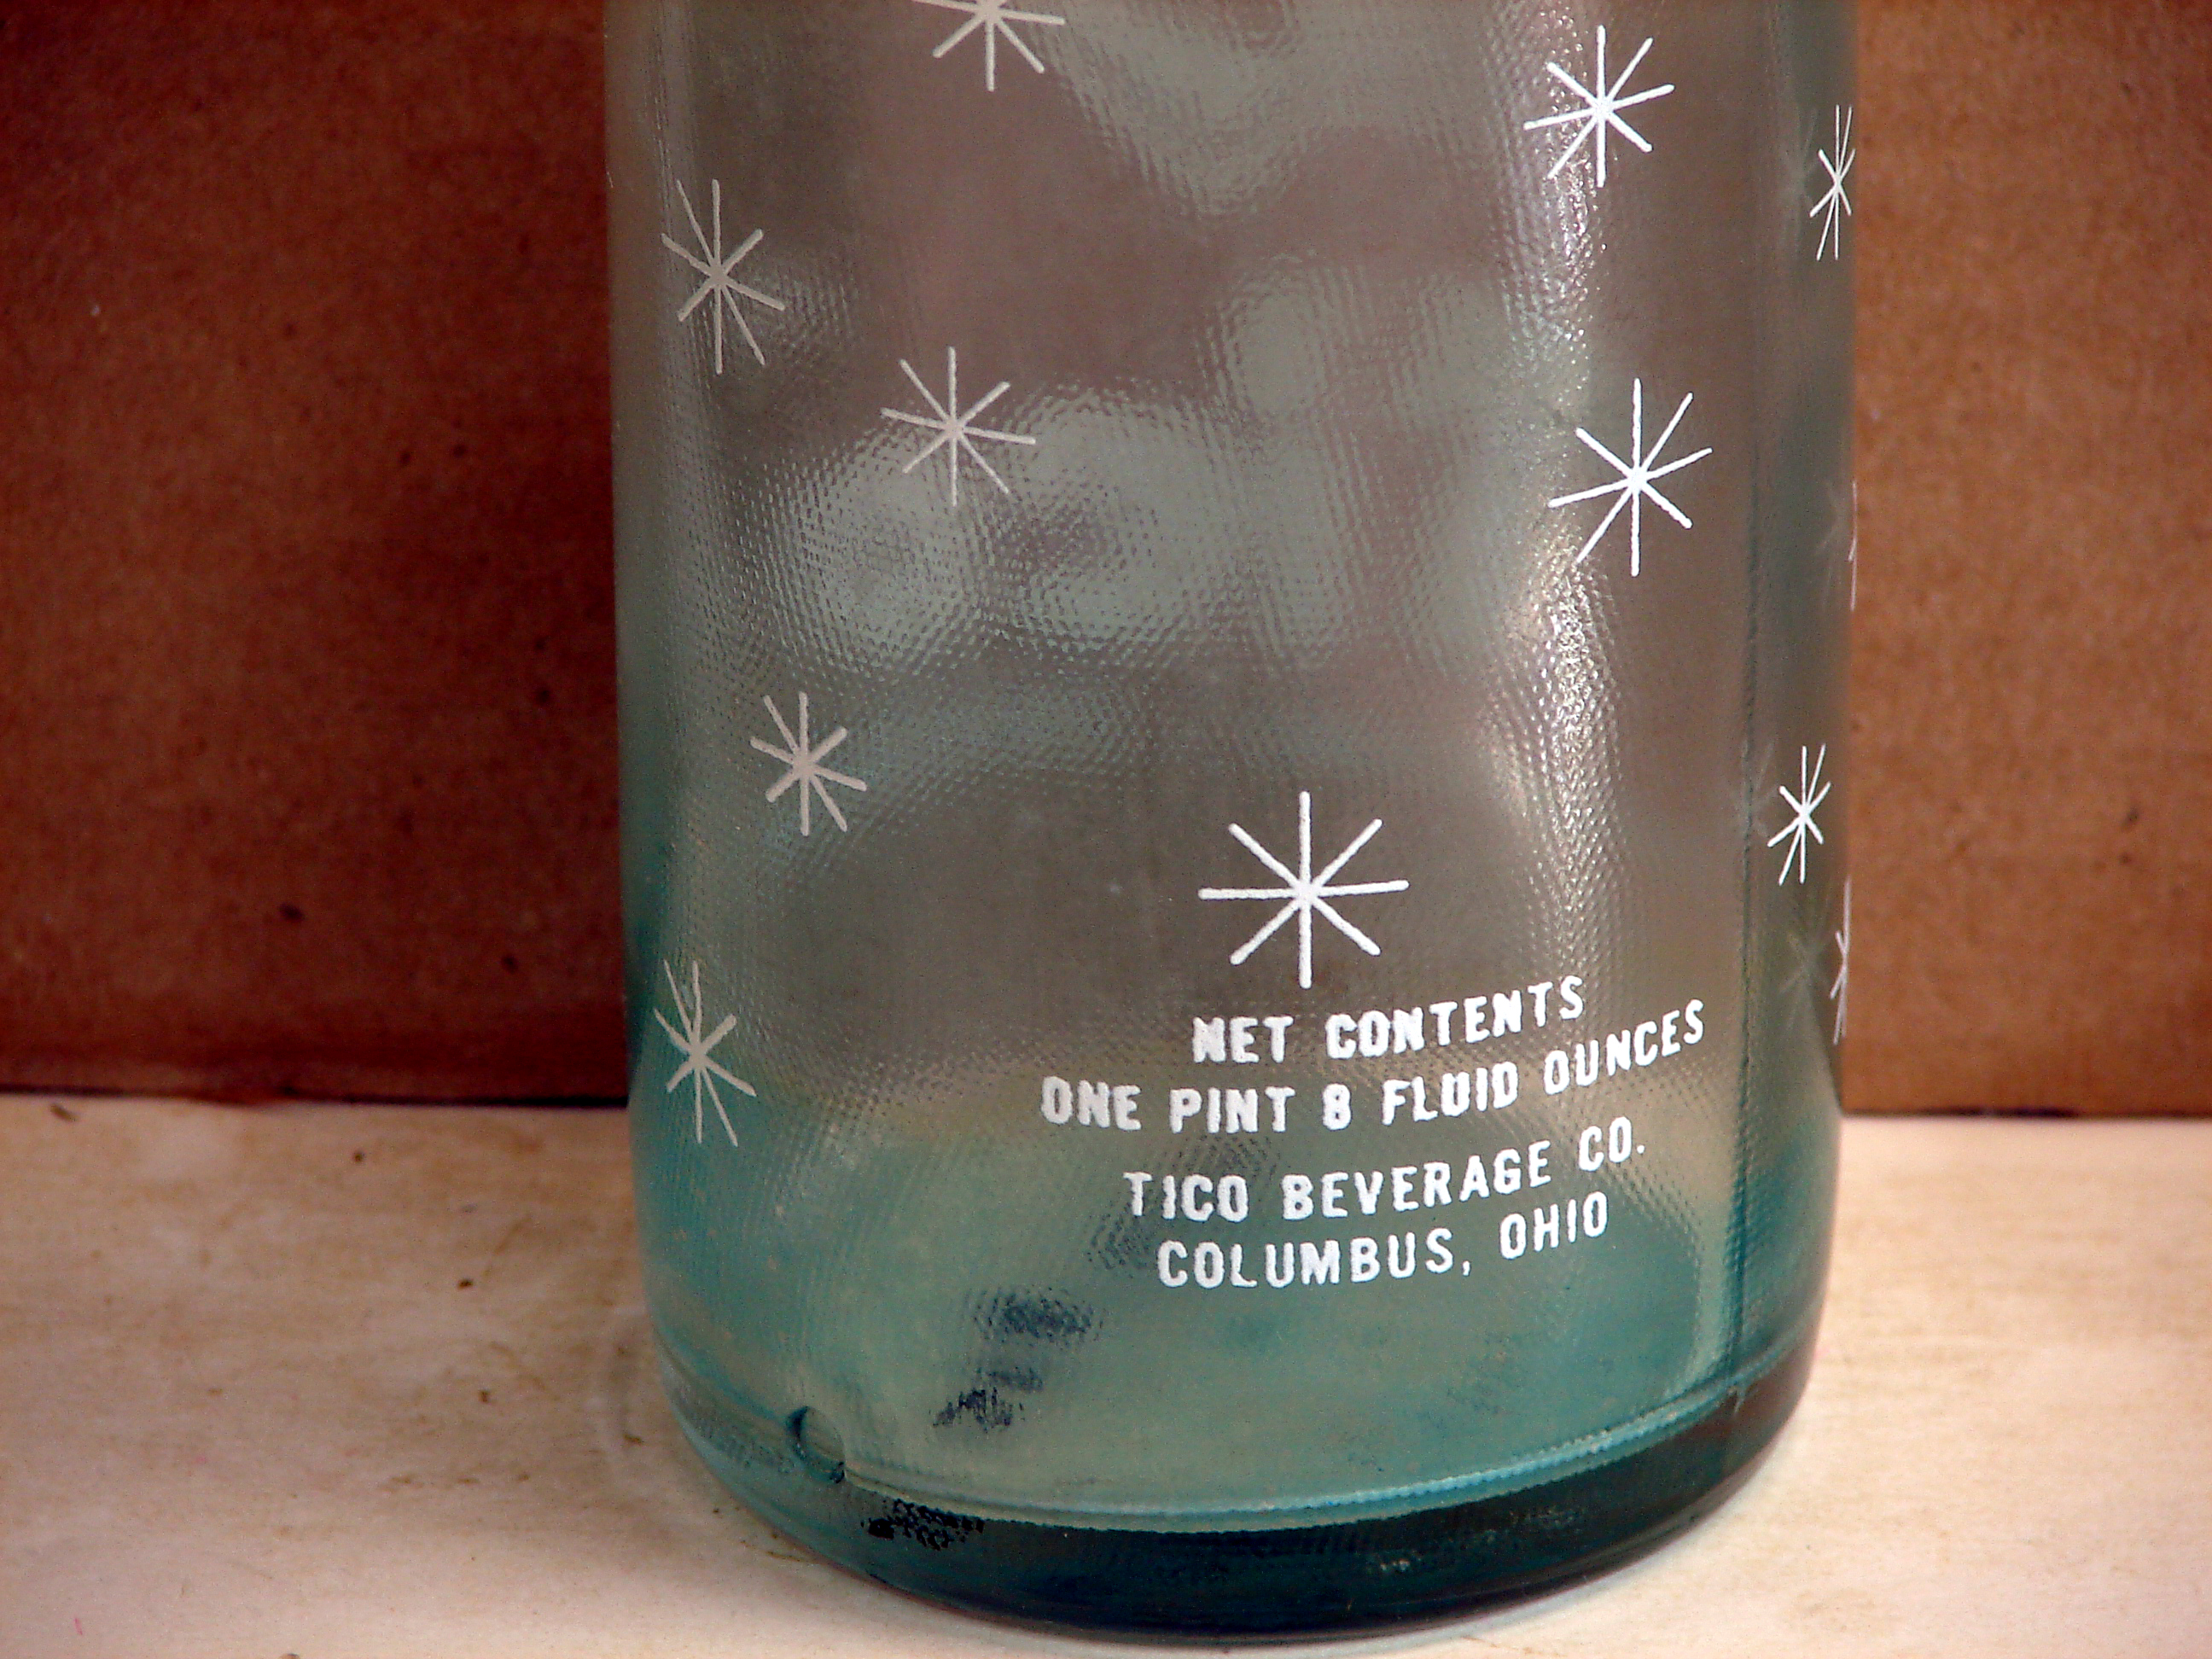 NET CONTENTS
ONE PINT 8 FLUID OUNCES
TICO BEVERAGE CO.
COLUMBUS, OHIO